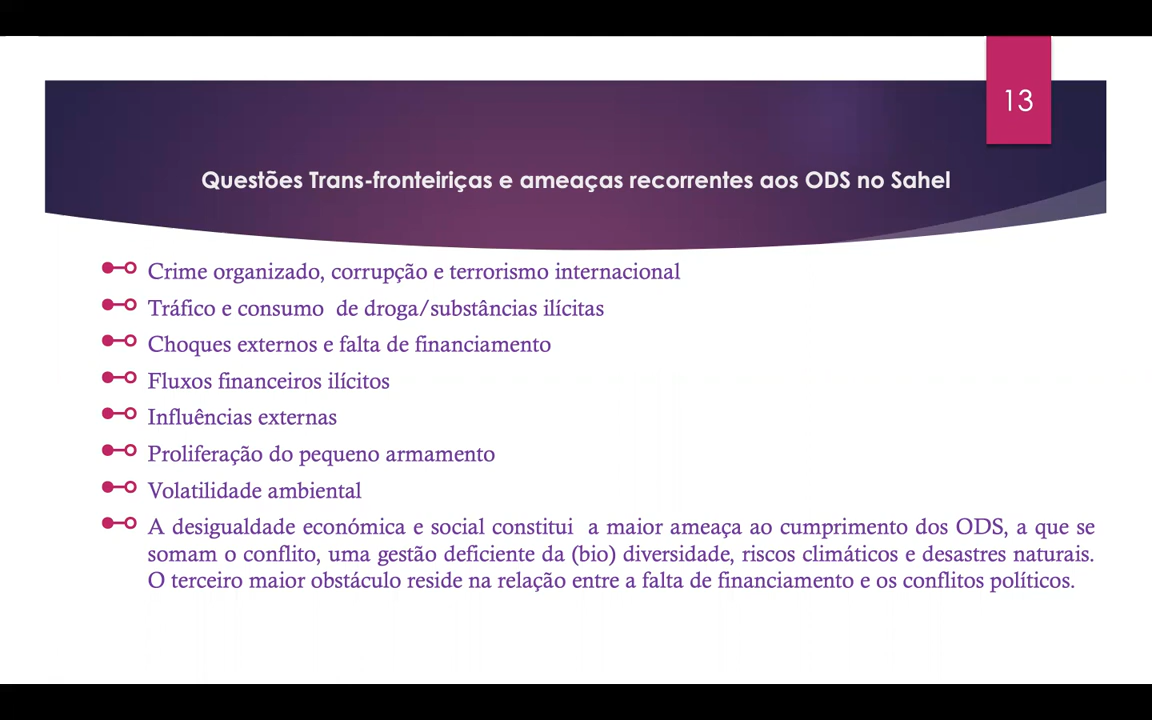 13
Questões Trans-fronteiriças e ameaças recorrentes aos ODS no Sahel
Crime organizado, corrupção e terrorismo internacional
Tráfico e consumo de droga/substâncias ilícitas
Choques externos e falta de financiamento
Fluxos financeiros ilícitos
Influências externas
Proliferação do pequeno armamento
Volatilidade ambiental
A desigualdade económica e social constitui a maior ameaça ao cumprimento dos ODS, a que se
somam o conflito, uma gestão deficiente da (bio) diversidade, riscos climáticos e desastres naturais.
O terceiro maior obstáculo reside na relação entre a falta de financiamento e os conflitos políticos.